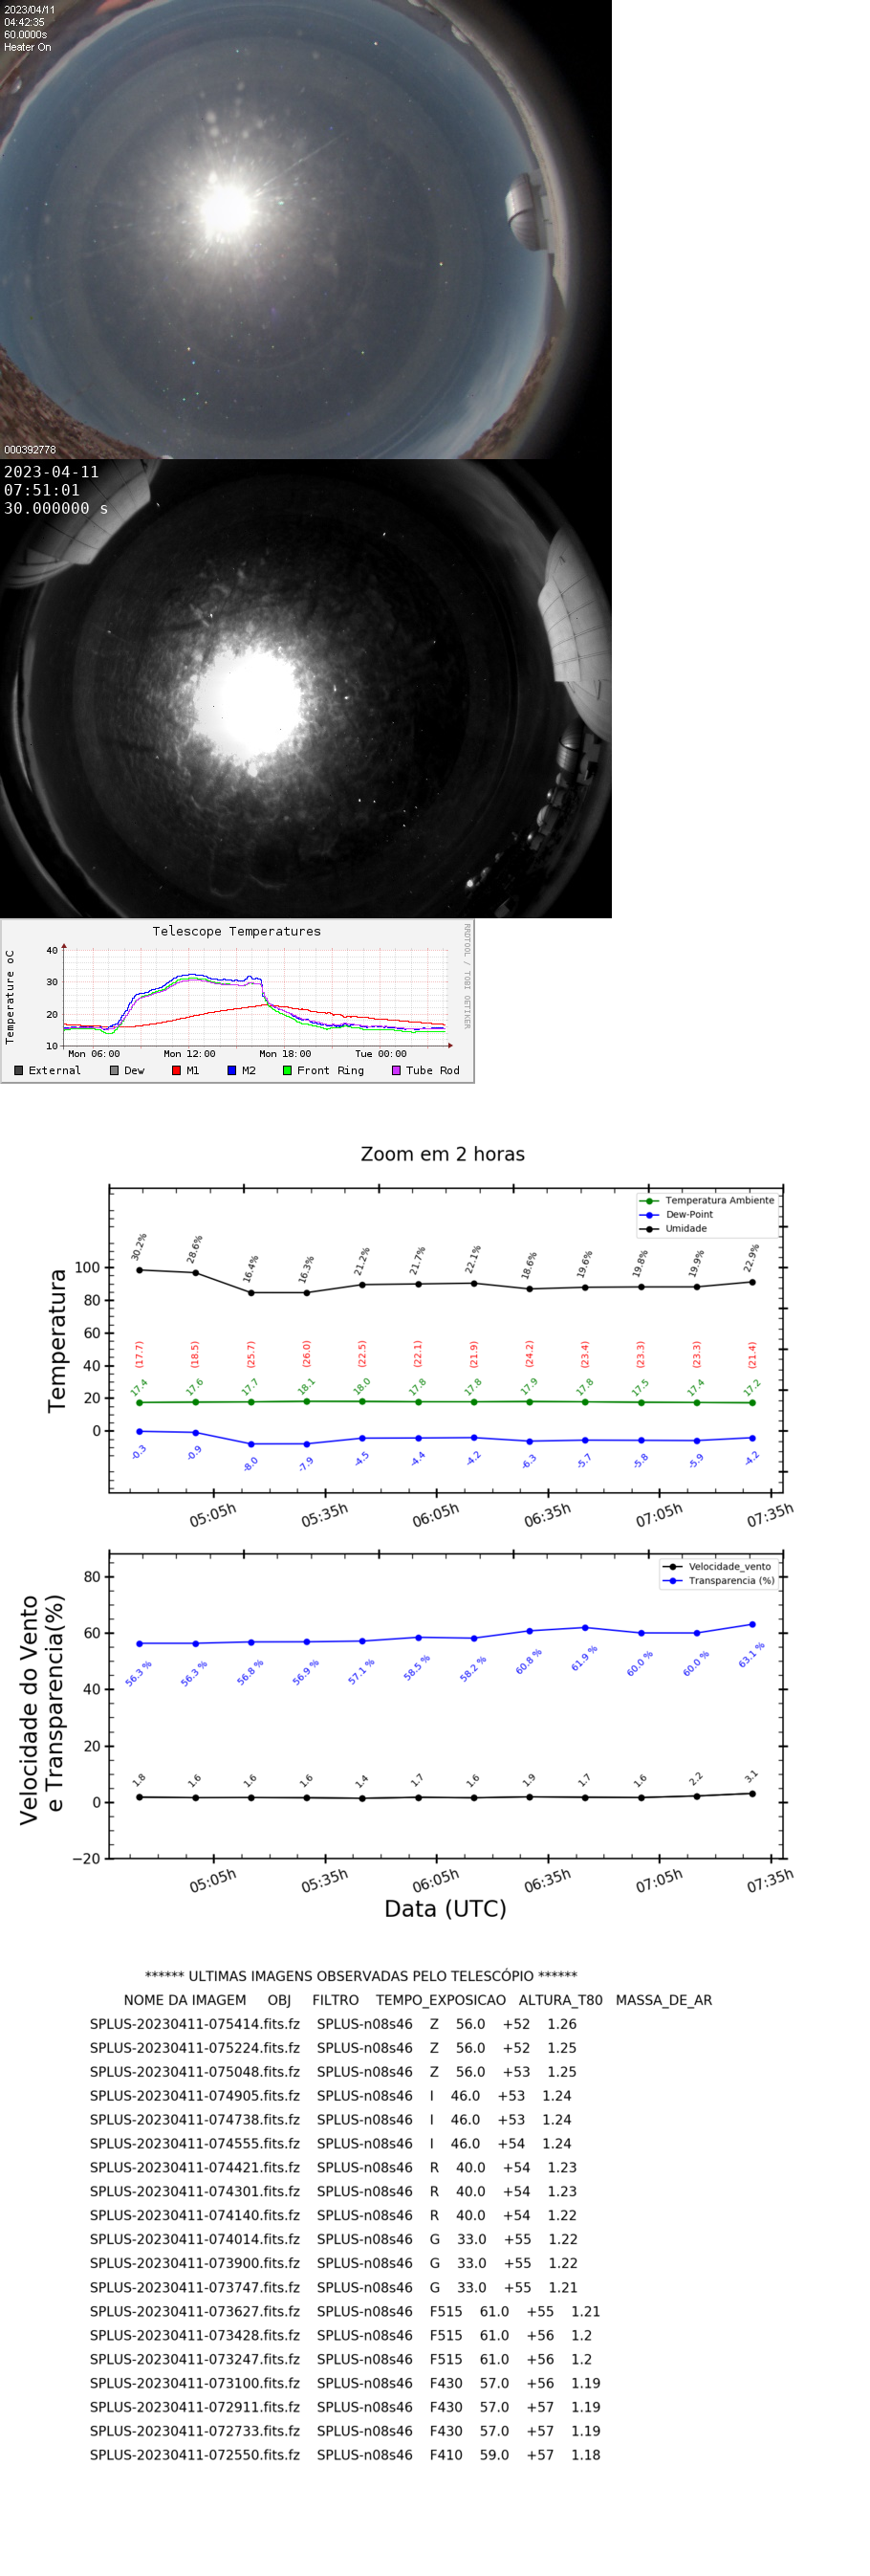 2023/04/11
04:42:35
60.0000s
Heater On
000392778
2023-04-11
07:51:01
30.000000 s
Telescope Temperatures
RRDTOOL / TOBI OETIKER
Temperature oC
40
30
20
10
Mon 06:00 Mon 12:00 Mon 18:00 Tue 00:00
External Dew M1 M2 Front Ring Tube Rod
Zoom em 2 horas
Temperatura Ambiente
Dew-Point
Umidade
Temperatura
100
80
60
40
20
0
30.2% 28.6% 16.4% 16.3% 21.2% 21.7% 22.1% 18.6% 19.6% 19.8% 19.9% 22.9%
(17.7) (18.5) (25.7) (26.0) (22.5) (22.1) (21.9) (24.2) (23.4) (23.3) (23.3) (21.4)
17.4 17.6 17.7 18.1 18.0 17.8 17.8 17.9 17.8 17.5 17.4 17.2
-0.3 -0.9 -8.0 -7.9 -4.5 -4.4 -4.2 -6.3 -5.7 -5.8 -5.9 -4.2
05:05h 05:35h 06:05h 06:35h 07:05h 07:35h
Velocidade_vento
Transparencia (%)
Velocidade do Vento
e Transparencia(%)
80
60
40
20
0
−20
56.3 % 56.3 % 56.8 % 56.9 % 57.1 % 58.5 % 58.2 % 60.8 % 61.9 % 60.0 % 60.0 % 63.1 %
1.8 1.6 1.6 1.6 1.4 1.7 1.6 1.9 1.7 1.6 2.2 3.1
05:05h 05:35h 06:05h 06:35h 07:05h 07:35h
Data (UTC)
****** ULTIMAS IMAGENS OBSERVADAS PELO TELESCÓPIO ******
NOME DA IMAGEM OBJ FILTRO TEMPO_EXPOSICAO ALTURA_T80 MASSA_DE_AR
SPLUS-20230411-075414.fits.fz SPLUS-n08s46 Z 56.0 +52 1.26
SPLUS-20230411-075224.fits.fz SPLUS-n08s46 Z 56.0 +52 1.25
SPLUS-20230411-075048.fits.fz SPLUS-n08s46 Z 56.0 +53 1.25
SPLUS-20230411-074905.fits.fz SPLUS-n08s46 I 46.0 +53 1.24
SPLUS-20230411-074738.fits.fz SPLUS-n08s46 I 46.0 +53 1.24
SPLUS-20230411-074555.fits.fz SPLUS-n08s46 I 46.0 +54 1.24
SPLUS-20230411-074421.fits.fz SPLUS-n08s46 R 40.0 +54 1.23
SPLUS-20230411-074301.fits.fz SPLUS-n08s46 R 40.0 +54 1.23
SPLUS-20230411-074140.fits.fz SPLUS-n08s46 R 40.0 +54 1.22
SPLUS-20230411-074014.fits.fz SPLUS-n08s46 G 33.0 +55 1.22
SPLUS-20230411-073900.fits.fz SPLUS-n08s46 G 33.0 +55 1.22
SPLUS-20230411-073747.fits.fz SPLUS-n08s46 G 33.0 +55 1.21
SPLUS-20230411-073627.fits.fz SPLUS-n08s46 F515 61.0 +55 1.21
SPLUS-20230411-073428.fits.fz SPLUS-n08s46 F515 61.0 +56 1.2
SPLUS-20230411-073247.fits.fz SPLUS-n08s46 F515 61.0 +56 1.2
SPLUS-20230411-073100.fits.fz SPLUS-n08s46 F430 57.0 +56 1.19
SPLUS-20230411-072911.fits.fz SPLUS-n08s46 F430 57.0 +57 1.19
SPLUS-20230411-072733.fits.fz SPLUS-n08s46 F430 57.0 +57 1.19
SPLUS-20230411-072550.fits.fz SPLUS-n08s46 F410 59.0 +57 1.18